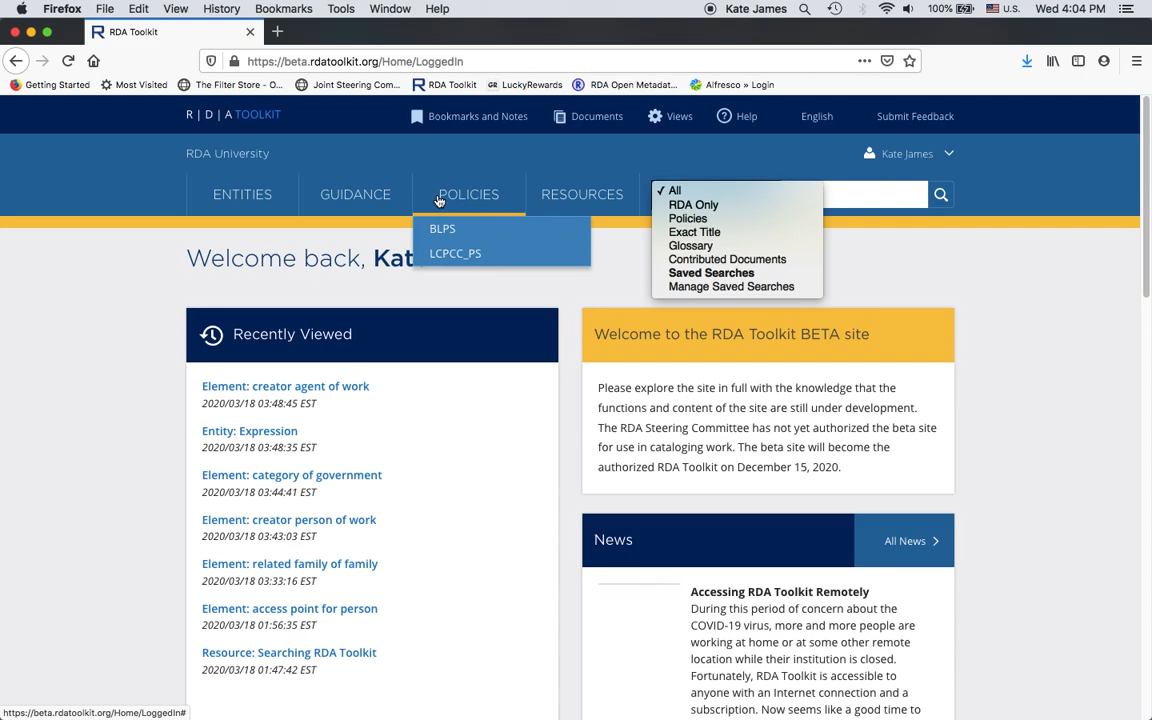 Firefox File Edit View History Bookmarks Tools Window Help Kate James 100% U.S. Wed 4:04 PM
RDA Toolkit
https://beta.rdatoolkit.org/Home/LoggedIn
Getting Started Most Visited The Filter Store - O... Joint Steering Com... RDA Toolkit LuckyRewards RDA Open Metadat... Alfresco » Login
R | D | A TOOLKIT Bookmarks and Notes Documents Views Help English Submit Feedback
RDA University Kate James
ENTITIES GUIDANCE POLICIES RESOURCES
✓ All
RDA Only
Policies
Exact Title
Glossary
Contributed Documents
Saved Searches
Manage Saved Searches
BLPS
LCPCC_PS
Welcome back, Kat
Recently Viewed
Element: creator agent of work
2020/03/18 03:48:45 EST
Entity: Expression
2020/03/18 03:48:35 EST
Element: category of government
2020/03/18 03:44:41 EST
Element: creator person of work
2020/03/18 03:43:03 EST
Element: related family of family
2020/03/18 03:33:16 EST
Element: access point for person
2020/03/18 01:56:35 EST
Resource: Searching RDA Toolkit
2020/03/18 01:47:42 EST
Welcome to the RDA Toolkit BETA site
Please explore the site in full with the knowledge that the
functions and content of the site are still under development.
The RDA Steering Committee has not yet authorized the beta site
for use in cataloging work. The beta site will become the
authorized RDA Toolkit on December 15, 2020.
News All News
Accessing RDA Toolkit Remotely
During this period of concern about the
COVID-19 virus, more and more people are
working at home or at some other remote
location while their institution is closed.
Fortunately, RDA Toolkit is accessible to
anyone with an Internet connection and a
subscription. Now seems like a good time to
https://beta.rdatoolkit.org/Home/LoggedIn#